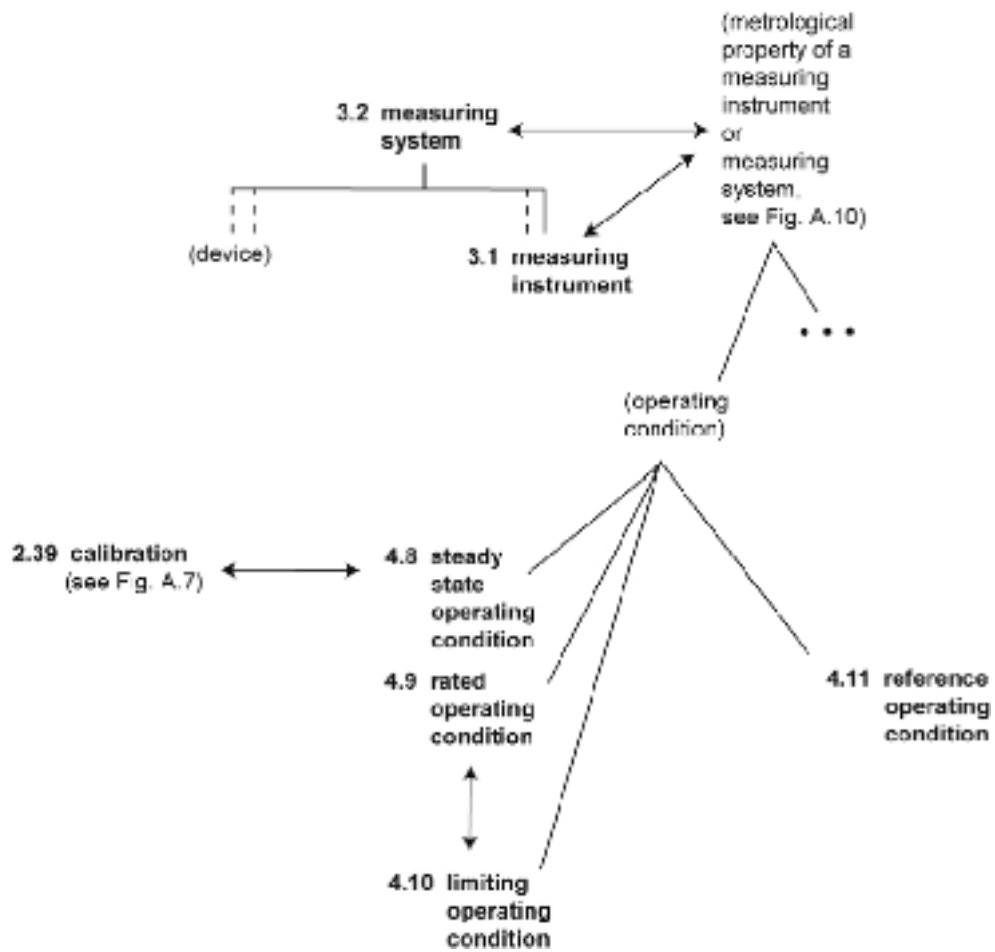 (metrological
property of a
measuring
instrument
or
measuring
system,
see Fig. A.10)
3.2 measuring
system
(device)
3.1 measuring
instrument
• • •
(operating
condition)
2.39 calibration
(see Fig. A.7)
4.8 steady
state
operating
condition
4.9 rated
operating
condition
4.11 reference
operating
condition
4.10 limiting
operating
condition